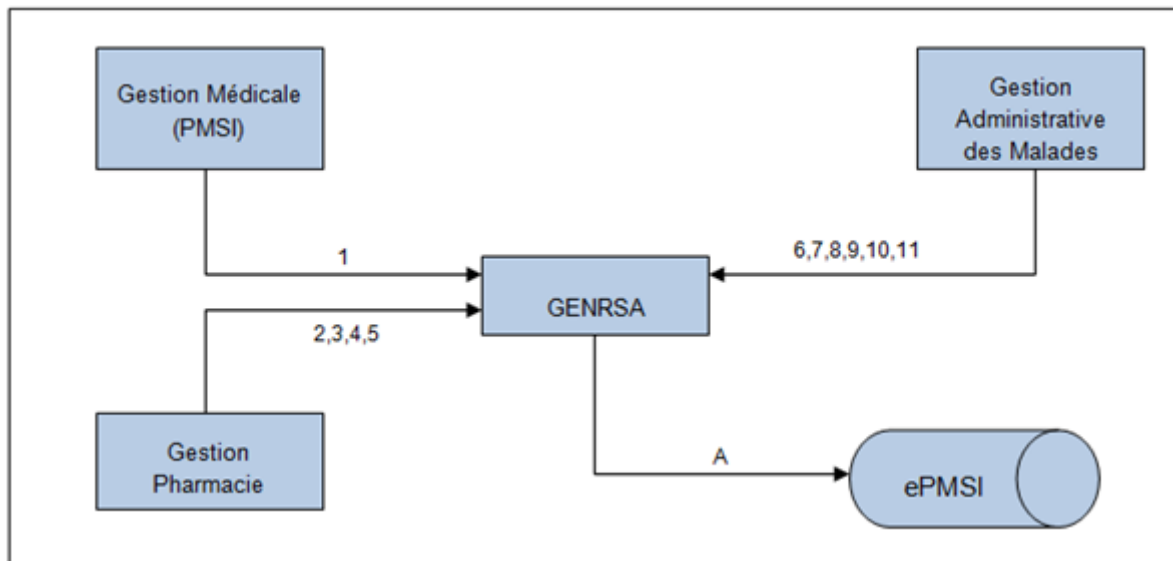 Gestion Médicale
(PMSI)
Gestion
Administrative
des Malades
1
6,7,8,9,10,11
GENRSA
2,3,4,5
Gestion
Pharmacie
A
ePMSI